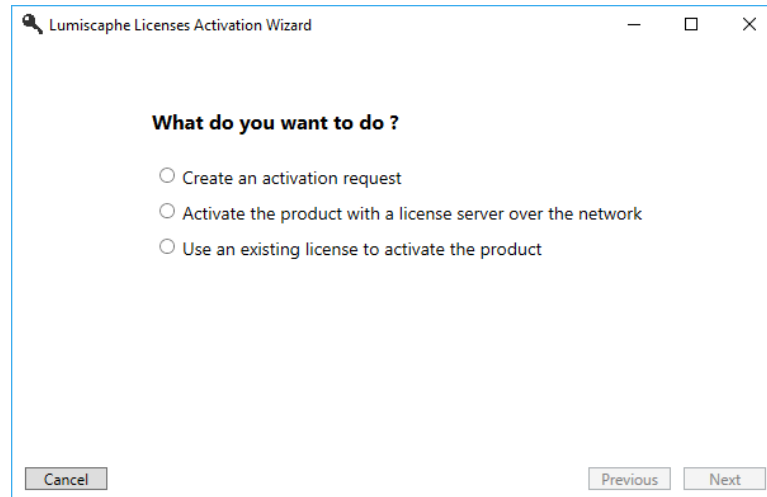 Lumiscaphe Licenses Activation Wizard
What do you want to do ?
Create an activation request
Activate the product with a license server over the network
Use an existing license to activate the product
Cancel Previous Next